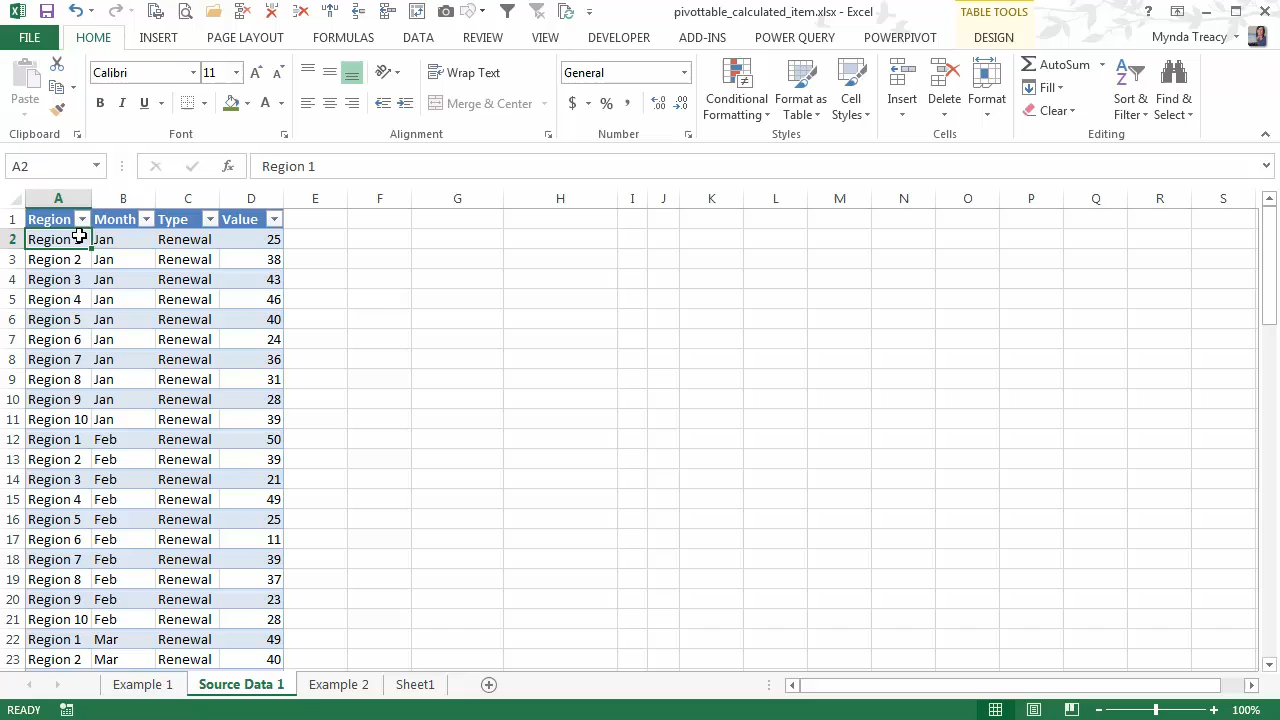 pivottable_calculated_item.xlsx - Excel
TABLE TOOLS
FILE HOME INSERT PAGE LAYOUT FORMULAS DATA REVIEW VIEW DEVELOPER ADD-INS POWER QUERY POWERPIVOT DESIGN Mynda Treacy
Paste
Calibri 11
B I U
Wrap Text
Merge & Center
General
$ % ,
Conditional Formatting
Format as Table
Cell Styles
Insert Delete Format
AutoSum
Fill
Clear
Sort & Filter
Find & Select
Clipboard Font Alignment Number Styles Cells Editing
A2 fx Region 1
A B C D E F G H I J K L M N O P Q R S
1 Region Month Type Value
2 Region Jan Renewal 25
3 Region 2 Jan Renewal 38
4 Region 3 Jan Renewal 43
5 Region 4 Jan Renewal 46
6 Region 5 Jan Renewal 40
7 Region 6 Jan Renewal 24
8 Region 7 Jan Renewal 36
9 Region 8 Jan Renewal 31
10 Region 9 Jan Renewal 28
11 Region 10 Jan Renewal 39
12 Region 1 Feb Renewal 50
13 Region 2 Feb Renewal 39
14 Region 3 Feb Renewal 21
15 Region 4 Feb Renewal 49
16 Region 5 Feb Renewal 25
17 Region 6 Feb Renewal 11
18 Region 7 Feb Renewal 39
19 Region 8 Feb Renewal 37
20 Region 9 Feb Renewal 23
21 Region 10 Feb Renewal 28
22 Region 1 Mar Renewal 49
23 Region 2 Mar Renewal 40
Example 1 Source Data 1 Example 2 Sheet1
READY 100%